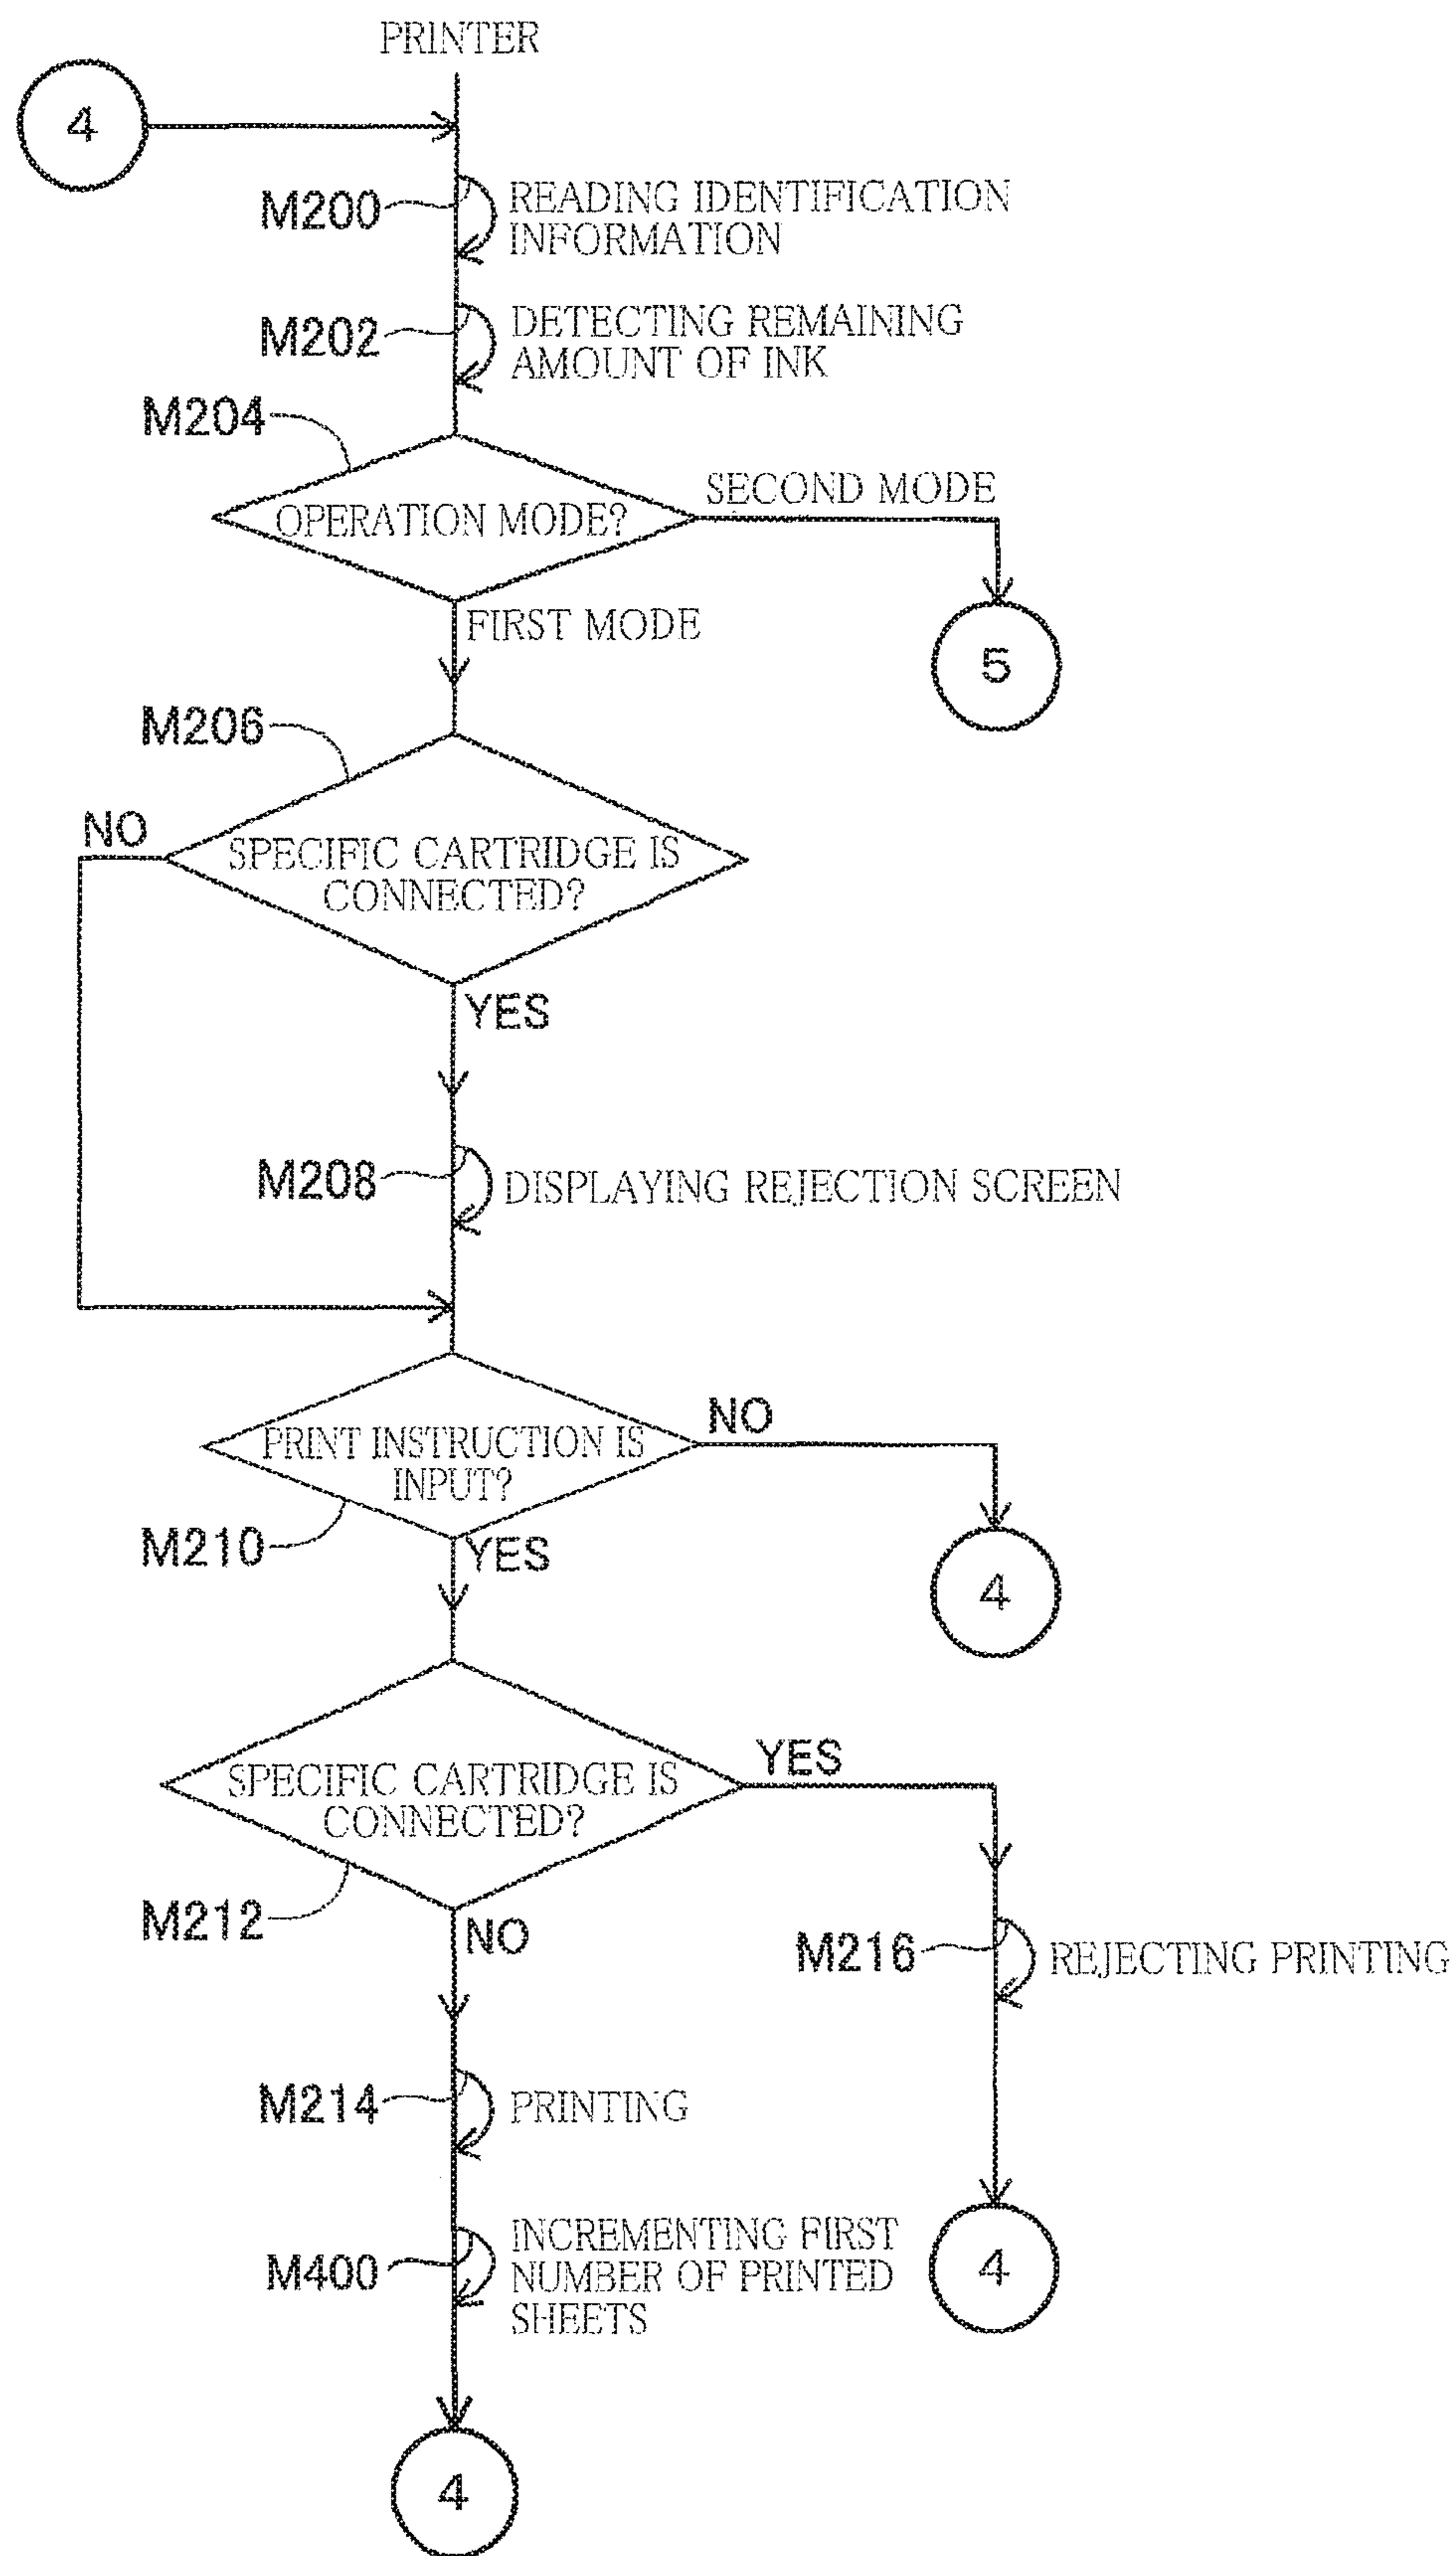 PRINTER
4
M200
READING IDENTIFICATION
INFORMATION
M202
DETECTING REMAINING
AMOUNT OF INK
M204
OPERATION MODE?
SECOND MODE
5
FIRST MODE
M206
NO
SPECIFIC CARTRIDGE IS
CONNECTED?
YES
M208
DISPLAYING REJECTION SCREEN
PRINT INSTRUCTION IS
INPUT?
NO
4
M210
YES
SPECIFIC CARTRIDGE IS
CONNECTED?
YES
M212
NO
M216
REJECTING PRINTING
4
M214
PRINTING
M400
INCREMENTING FIRST
NUMBER OF PRINTED
SHEETS
4